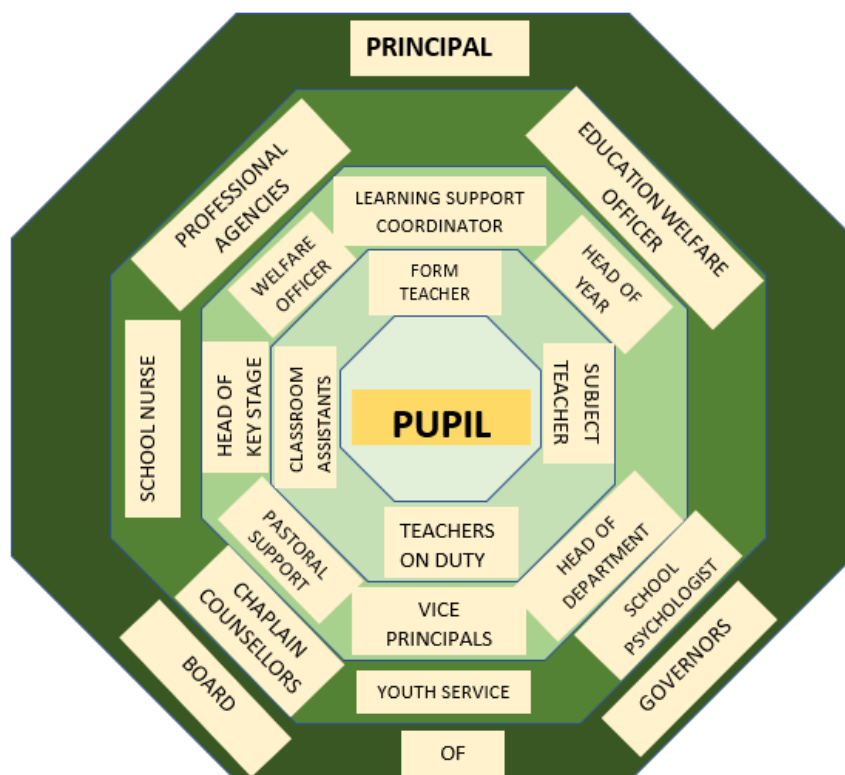 PRINCIPAL
PROFESSIONAL
AGENCIES
EDUCATION WELFARE
OFFICER
LEARNING SUPPORT
COORDINATOR
WELFARE
OFFICER
HEAD OF
YEAR
FORM
TEACHER
SCHOOL NURSE
HEAD OF
KEY STAGE
CLASSROOM
ASSISTANTS
PUPIL
SUBJECT
TEACHER
TEACHERS
ON DUTY
PASTORAL
SUPPORT
HEAD OF
DEPARTMENT
VICE
PRINCIPALS
CHAPLAIN
COUNSELLORS
SCHOOL
PSYCHOLOGIST
YOUTH SERVICE
BOARD
OF
GOVERNORS